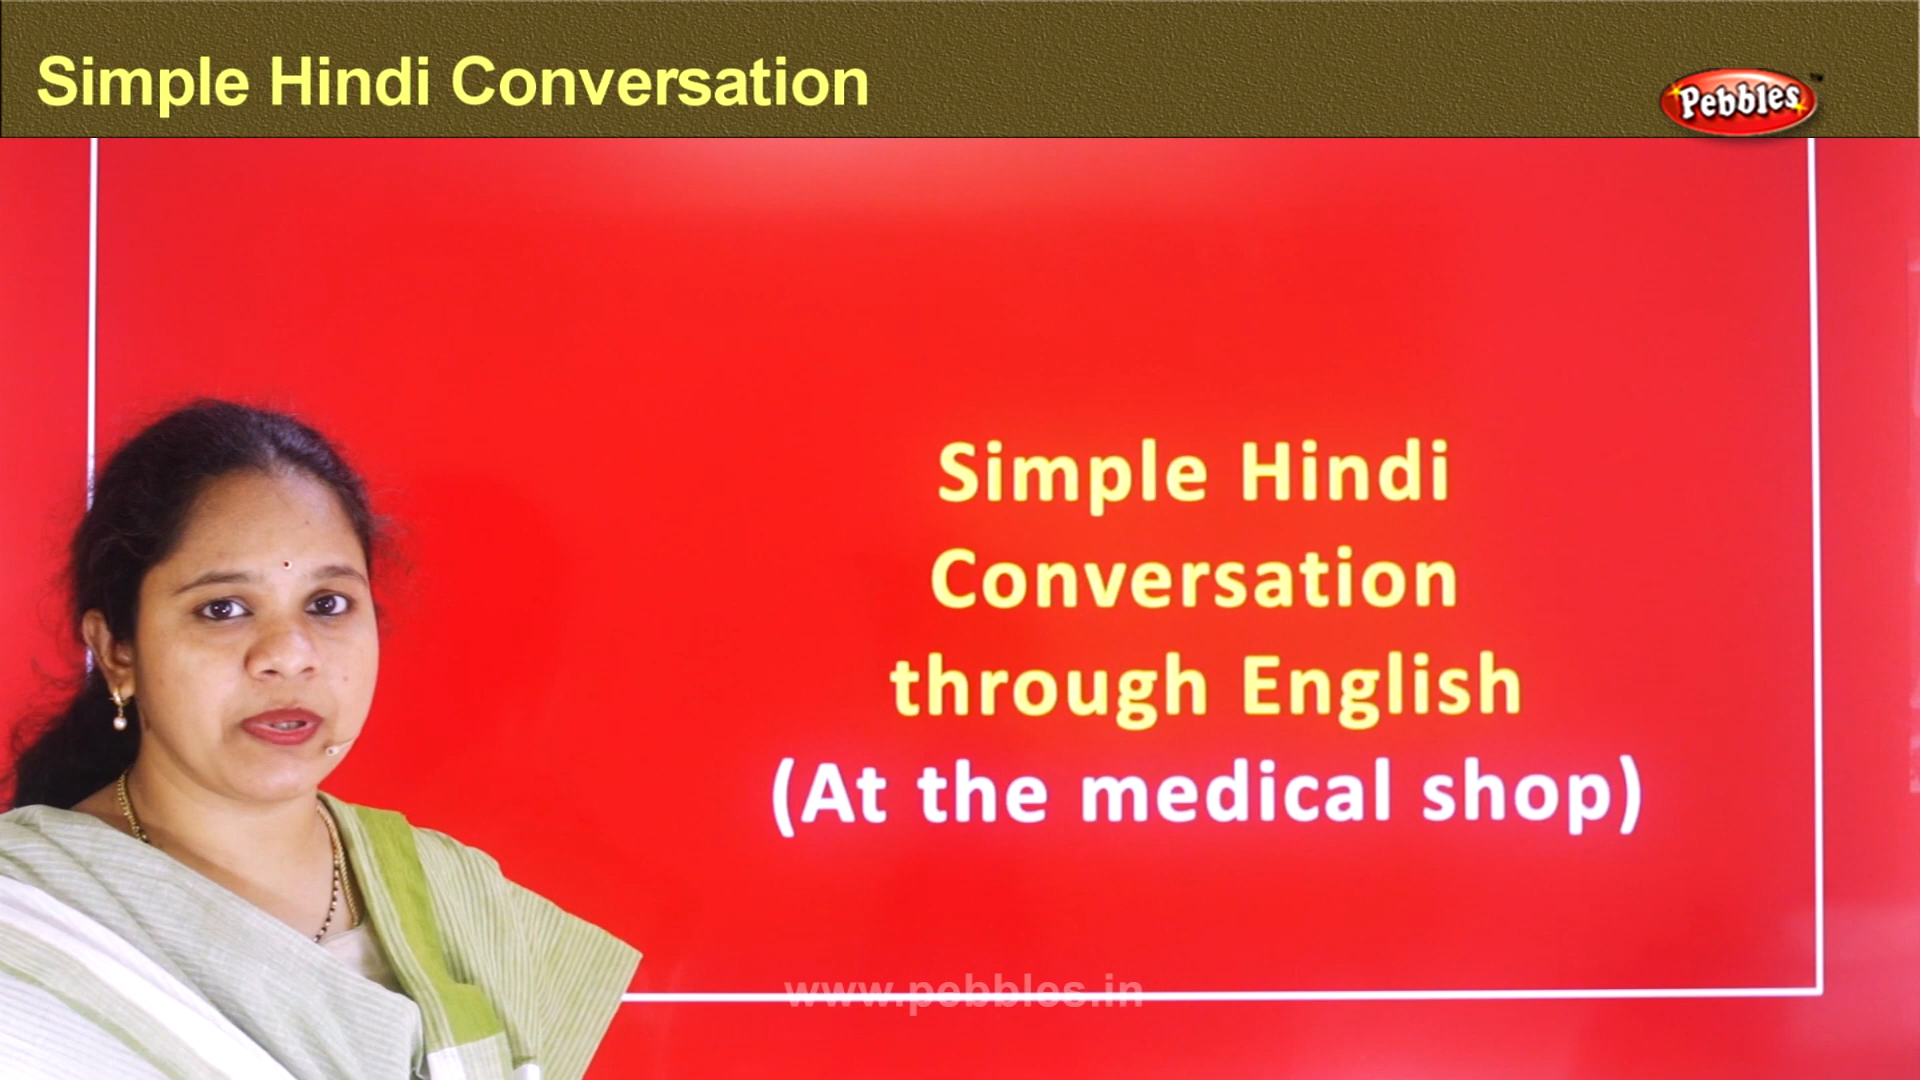 Simple Hindi Conversation
Pebbles
Simple Hindi
Conversation
through English
(At the medical shop)
www.pebbles.in